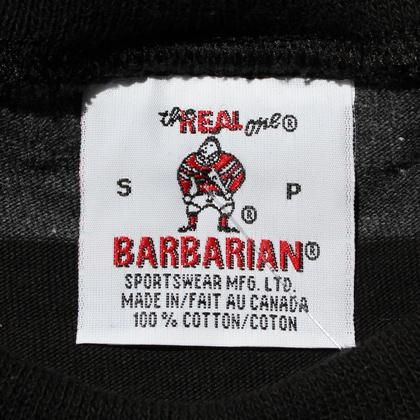 the REAL one®
S P
®
BARBARIAN®
SPORTSWEAR MFG. LTD.
MADE IN/FAIT AU CANADA
100 % COTTON/COTON